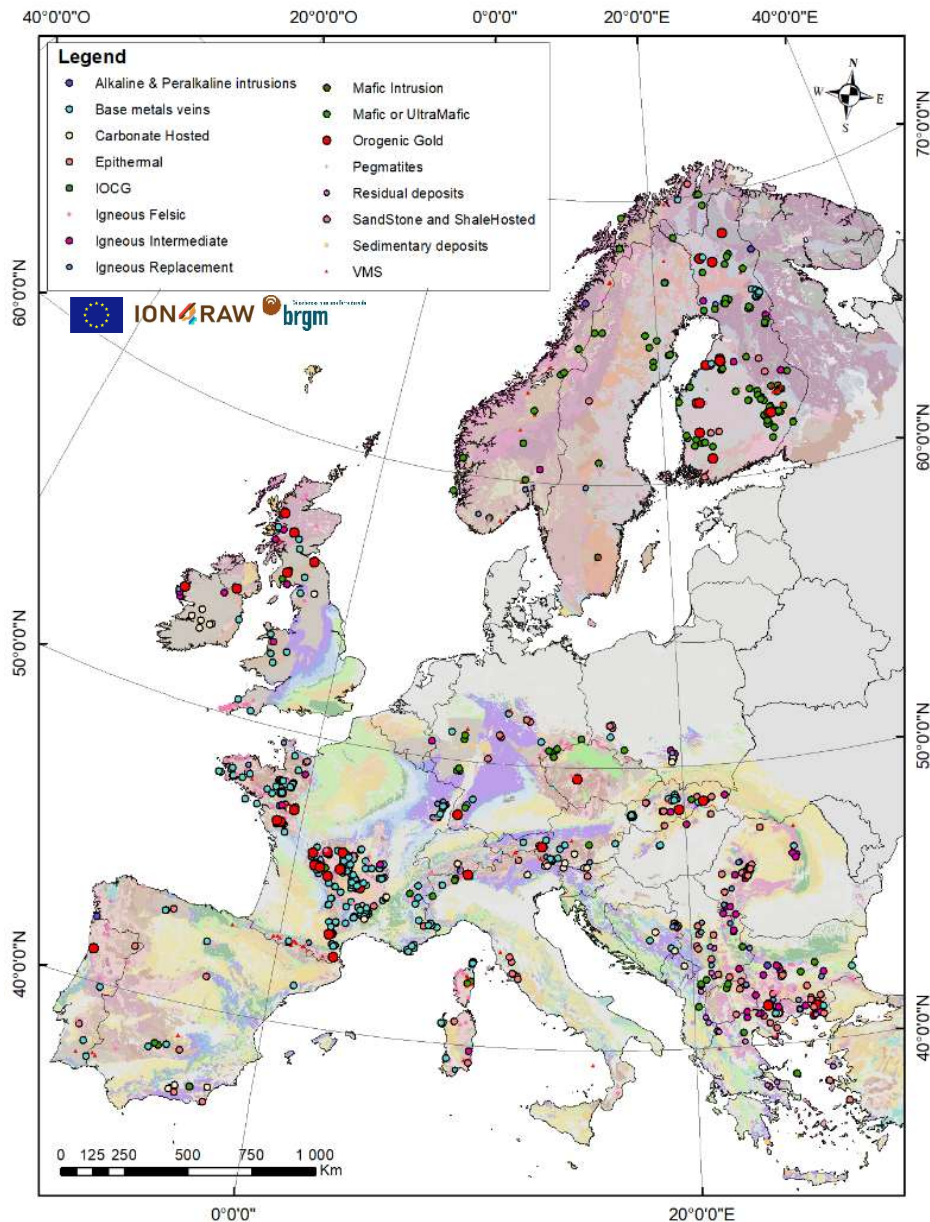 40°0'0"O
20°0'0"O
0°0'0"
20°0'0"E
40°0'0"E
Legend
Alkaline & Peralkaline intrusions
Base metals veins
Carbonate Hosted
Epithermal
IOCG
Igneous Felsic
Igneous Intermediate
Igneous Replacement
Mafic Intrusion
Mafic or UltraMafic
Orogenic Gold
Pegmatites
Residual deposits
SandStone and ShaleHosted
Sedimentary deposits
VMS
N
W
E
S
ION4RAW
brgm
70°0'0"N
60°0'0"N
60°0'0"N
50°0'0"N
50°0'0"N
40°0'0"N
40°0'0"N
0 125 250 500 750 1 000
Km
0°0'0"
20°0'0"E